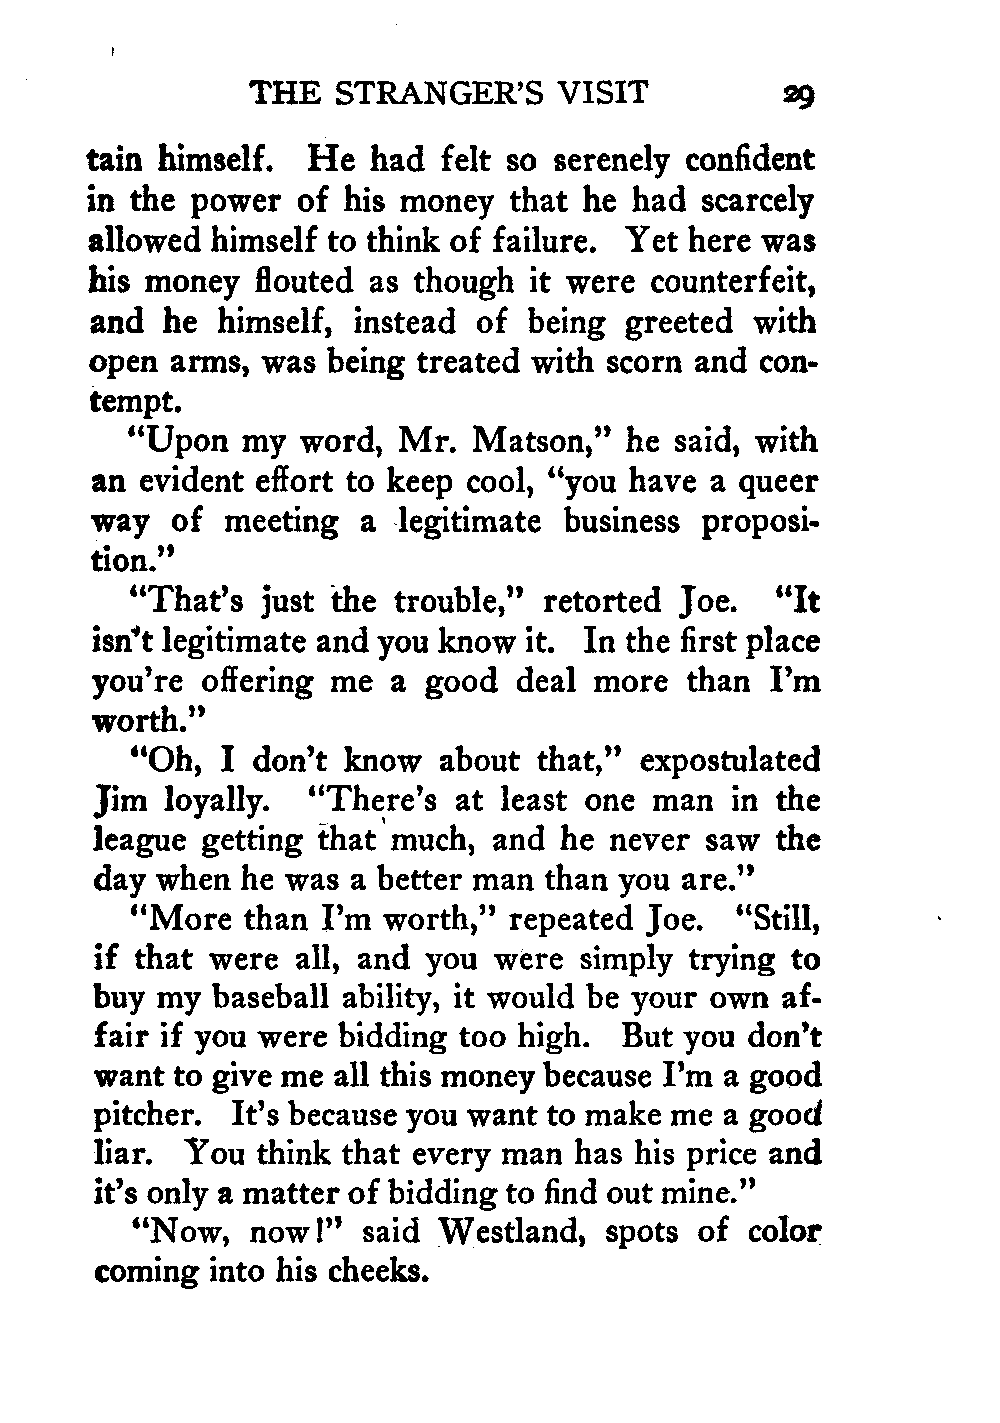 THE STRANGER'S VISIT 29
tain himself. He had felt so serenely confident
in the power of his money that he had scarcely
allowed himself to think of failure. Yet here was
his money flouted as though it were counterfeit,
and he himself, instead of being greeted with
open arms, was being treated with scorn and con-
tempt.
"Upon my word, Mr. Matson," he said, with
an evident effort to keep cool, "you have a queer
way of meeting a legitimate business proposi-
tion."
"That's just the trouble," retorted Joe. "It
isn't legitimate and you know it. In the first place
you're offering me a good deal more than I'm
worth."
"Oh, I don't know about that," expostulated
Jim loyally. "There's at least one man in the
league getting that much, and he never saw the
day when he was a better man than you are."
"More than I'm worth," repeated Joe. "Still,
if that were all, and you were simply trying to
buy my baseball ability, it would be your own af-
fair if you were bidding too high. But you don't
want to give me all this money because I'm a good
pitcher. It's because you want to make me a good
liar. You think that every man has his price and
it's only a matter of bidding to find out mine."
"Now, now!" said Westland, spots of color
coming into his cheeks.